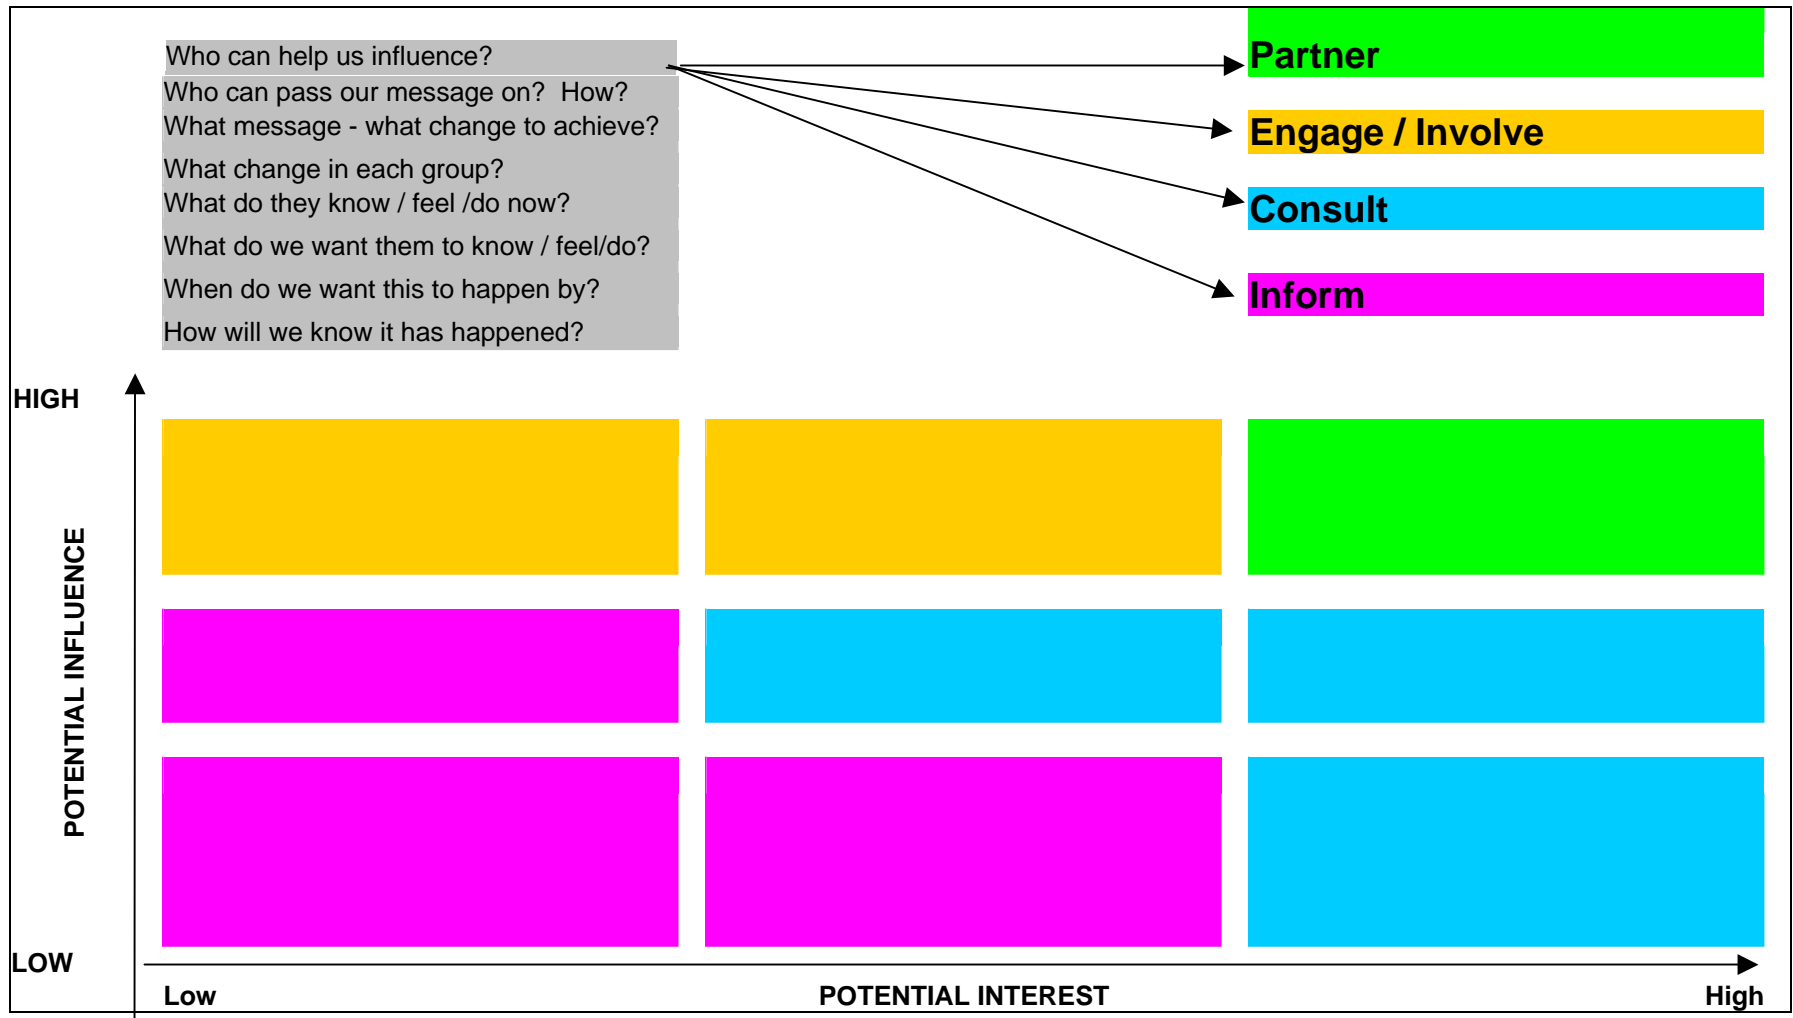 Who can help us influence?
Who can pass our message on?  How?
What message - what change to achieve?
What change in each group?
What do they know / feel /do now?
What do we want them to know / feel/do?
When do we want this to happen by?
How will we know it has happened?
Partner
Engage / Involve
Consult
Inform
HIGH
POTENTIAL INFLUENCE
LOW
Low
POTENTIAL INTEREST
High